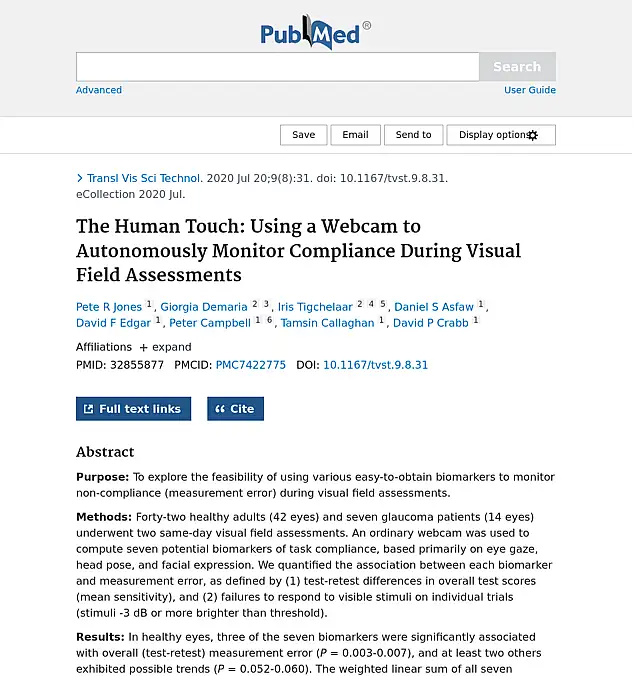 PubMed®
Search
Advanced
User Guide
Save
Email
Send to
Display options
Transl Vis Sci Technol. 2020 Jul 20;9(8):31. doi: 10.1167/tvst.9.8.31.
eCollection 2020 Jul.
The Human Touch: Using a Webcam to
Autonomously Monitor Compliance During Visual
Field Assessments
Pete R Jones 1, Giorgia Demaria 2 3, Iris Tigchelaar 2 4 5, Daniel S Asfaw 1,
David F Edgar 1, Peter Campbell 1 6, Tamsin Callaghan 1, David P Crabb 1
Affiliations + expand
PMID: 32855877 PMCID: PMC7422775 DOI: 10.1167/tvst.9.8.31
Full text links
Cite
Abstract
Purpose: To explore the feasibility of using various easy-to-obtain biomarkers to monitor
non-compliance (measurement error) during visual field assessments.
Methods: Forty-two healthy adults (42 eyes) and seven glaucoma patients (14 eyes)
underwent two same-day visual field assessments. An ordinary webcam was used to
compute seven potential biomarkers of task compliance, based primarily on eye gaze,
head pose, and facial expression. We quantified the association between each biomarker
and measurement error, as defined by (1) test-retest differences in overall test scores
(mean sensitivity), and (2) failures to respond to visible stimuli on individual trials
(stimuli -3 dB or more brighter than threshold).
Results: In healthy eyes, three of the seven biomarkers were significantly associated
with overall (test-retest) measurement error (P = 0.003-0.007), and at least two others
exhibited possible trends (P = 0.052-0.060). The weighted linear sum of all seven